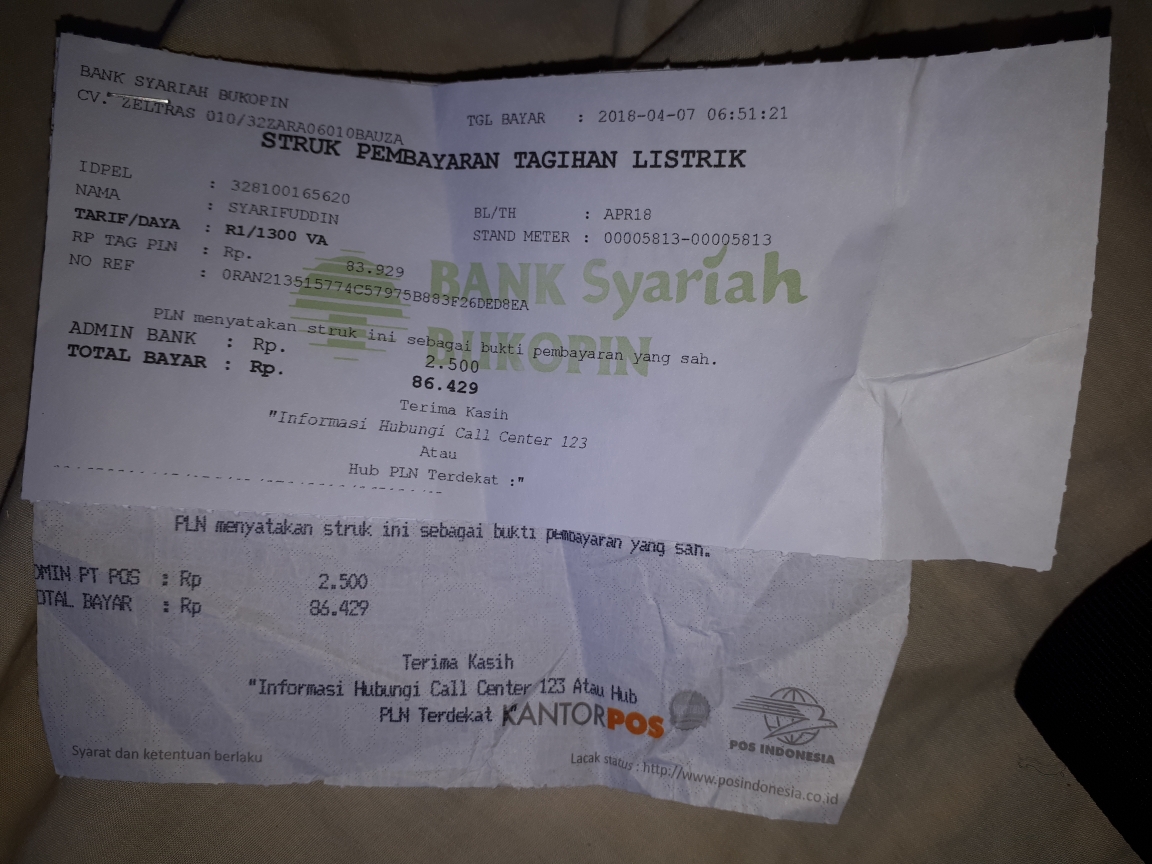 BANK SYARIAH BUKOPIN
CV. ZELTRAS 010/32ZARA06010BAUZA
TGL BAYAR : 2018-04-07 06:51:21
STRUK PEMBAYARAN TAGIHAN LISTRIK
IDPEL : 328100165620
NAMA : SYARIFUDDIN
BL/TH : APR18
TARIF/DAYA : R1/1300 VA
STAND METER : 00005813-00005813
RP TAG PLN : Rp. 83.929
NO REF : 0RAN213515774C57975B893F26DED8EA
BANK Syariah
BUKOPIN
PLN menyatakan struk ini sebagai bukti pembayaran yang sah.
ADMIN BANK : Rp. 2.500
TOTAL BAYAR : Rp. 86.429
Terima Kasih
"Informasi Hubungi Call Center 123
Atau
Hub PLN Terdekat :"
PLN menyatakan struk ini sebagai bukti pembayaran yang sah.
DMIN PT POS : Rp 2.500
OTAL BAYAR : Rp 86.429
Terima Kasih
"Informasi Hubungi Call Center 123 Atau Hub
PLN Terdekat
KANTORPOS
POS INDONESIA
Syarat dan ketentuan berlaku
Lacak status : http://www.posindonesia.co.id